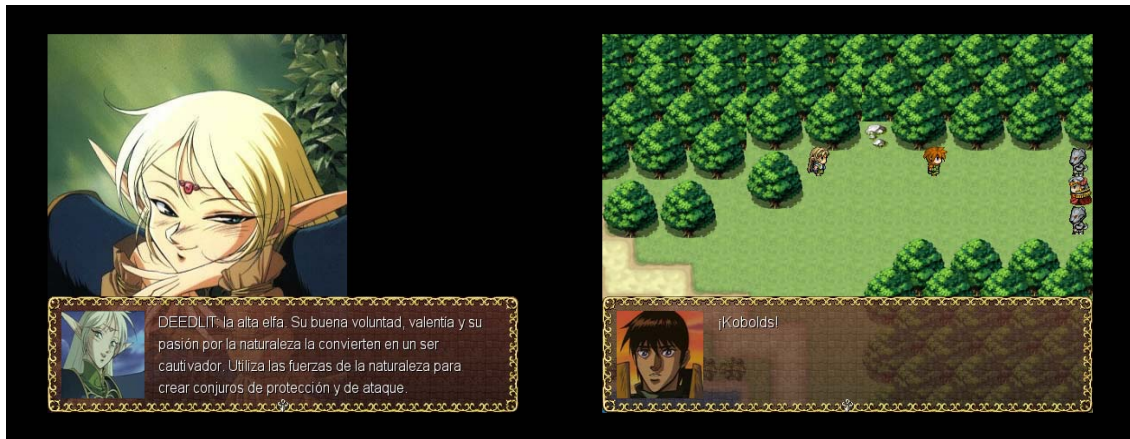 DEEDLIT: la alta elfa. Su buena voluntad, valentía y su
pasión por la naturaleza la convierten en un ser
cautivador. Utiliza las fuerzas de la naturaleza para
crear conjuros de protección y de ataque.
¡Kobolds!